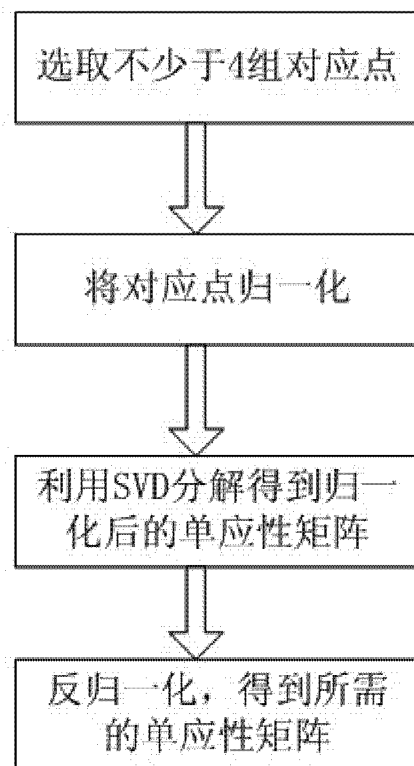 选取不少于4组对应点
将对应点归一化
利用SVD分解得到归一
化后的单应性矩阵
反归一化，得到所需
的单应性矩阵